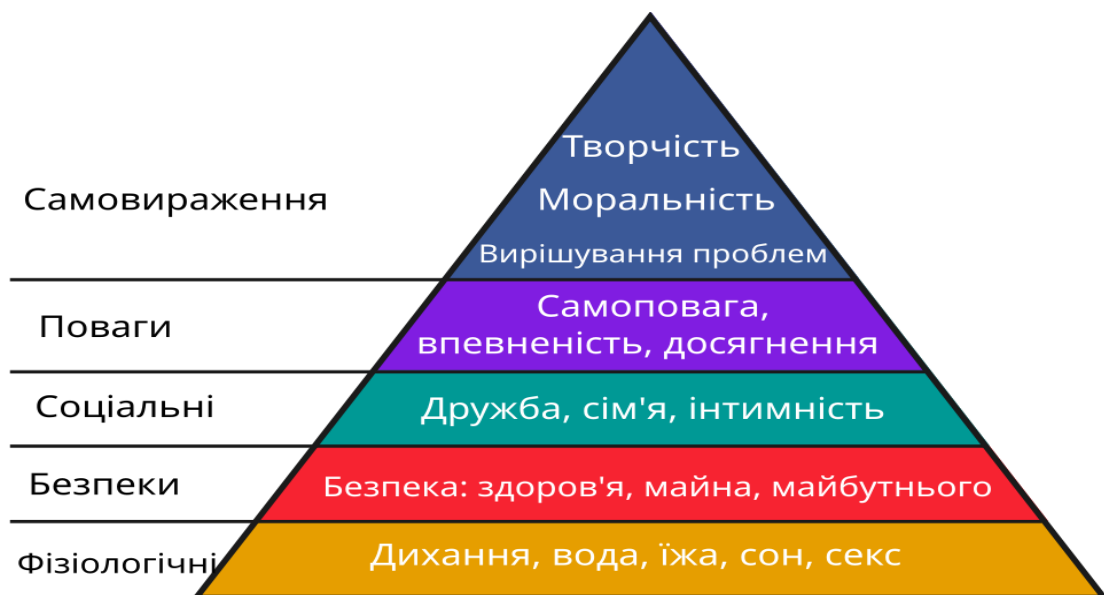 Творчість
Самовираження
Моральність
Вирішування проблем
Поваги
Самоповага,
впевненість, досягнення
Соціальні
Дружба, сім'я, інтимність
Безпеки
Безпека: здоров'я, майна, майбутнього
Фізіологічні
Дихання, вода, їжа, сон, секс